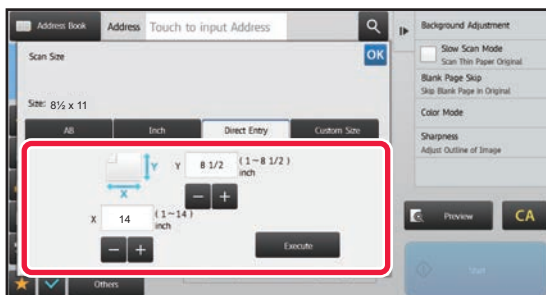 Address Book Address Touch to input Address
Background Adjustment
Slow Scan Mode
Scan Thin Paper Original
Blank Page Skip
Skip Blank Page in Original
Color Mode
Sharpness
Adjust Outline of Image
Scan Size
OK
Size: 8½ x 11
AB Inch Direct Entry Custom Size
Y Y 8 1/2 (1~8 1/2) inch
X
X 14 (1~14) inch
Execute
Preview CA
Start
Others